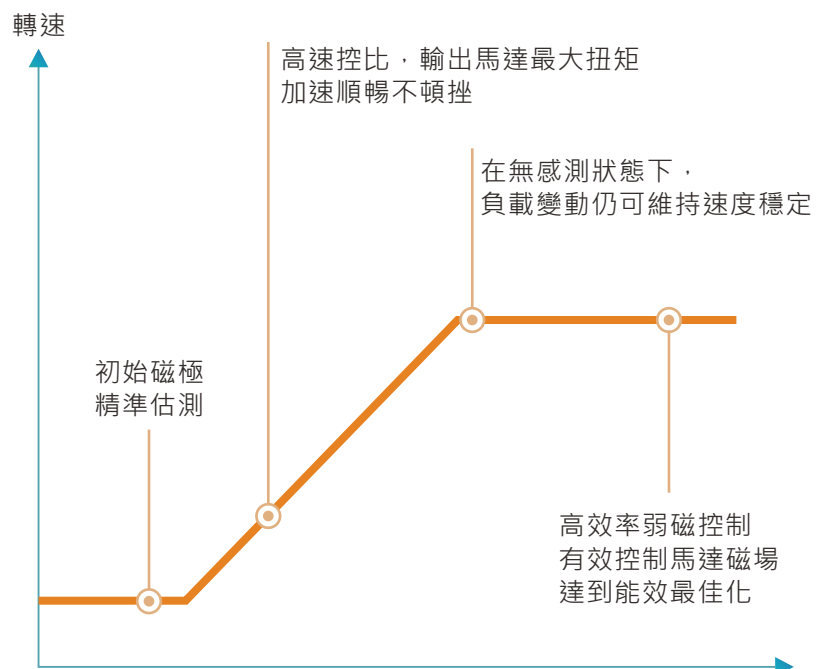 轉速
高速控比，輸出馬達最大扭矩
加速順暢不頓挫
在無感測狀態下，
負載變動仍可維持速度穩定
初始磁極
精準估測
高效率弱磁控制
有效控制馬達磁場
達到能效最佳化